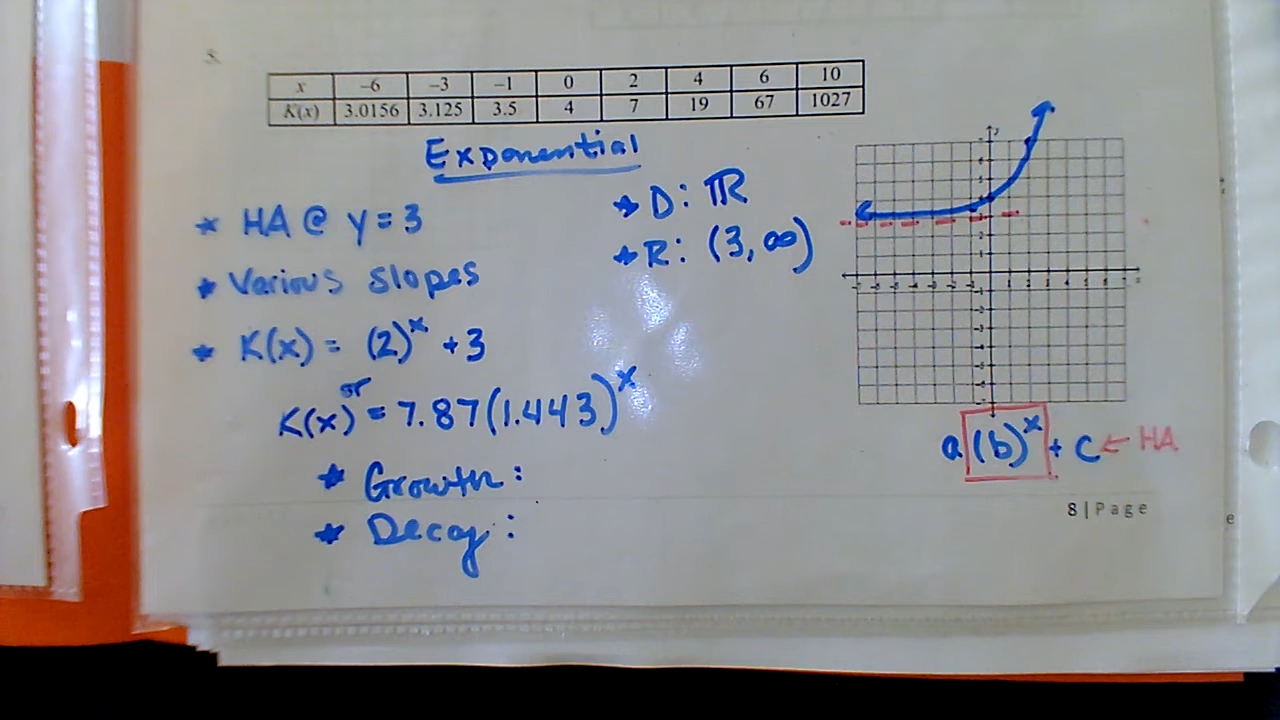 5.
x –6 –3 –1 0 2 4 6 10
K(x) 3.0156 3.125 3.5 4 7 19 67 1027
Exponential
* HA @ y = 3
* Various slopes
* K(x) = (2)^x + 3
or
K(x) = 7.87(1.443)^x
* Growth:
* Decay:
* D: ℝ
* R: (3, ∞)
a(b)^x + c ← HA
8 | Page